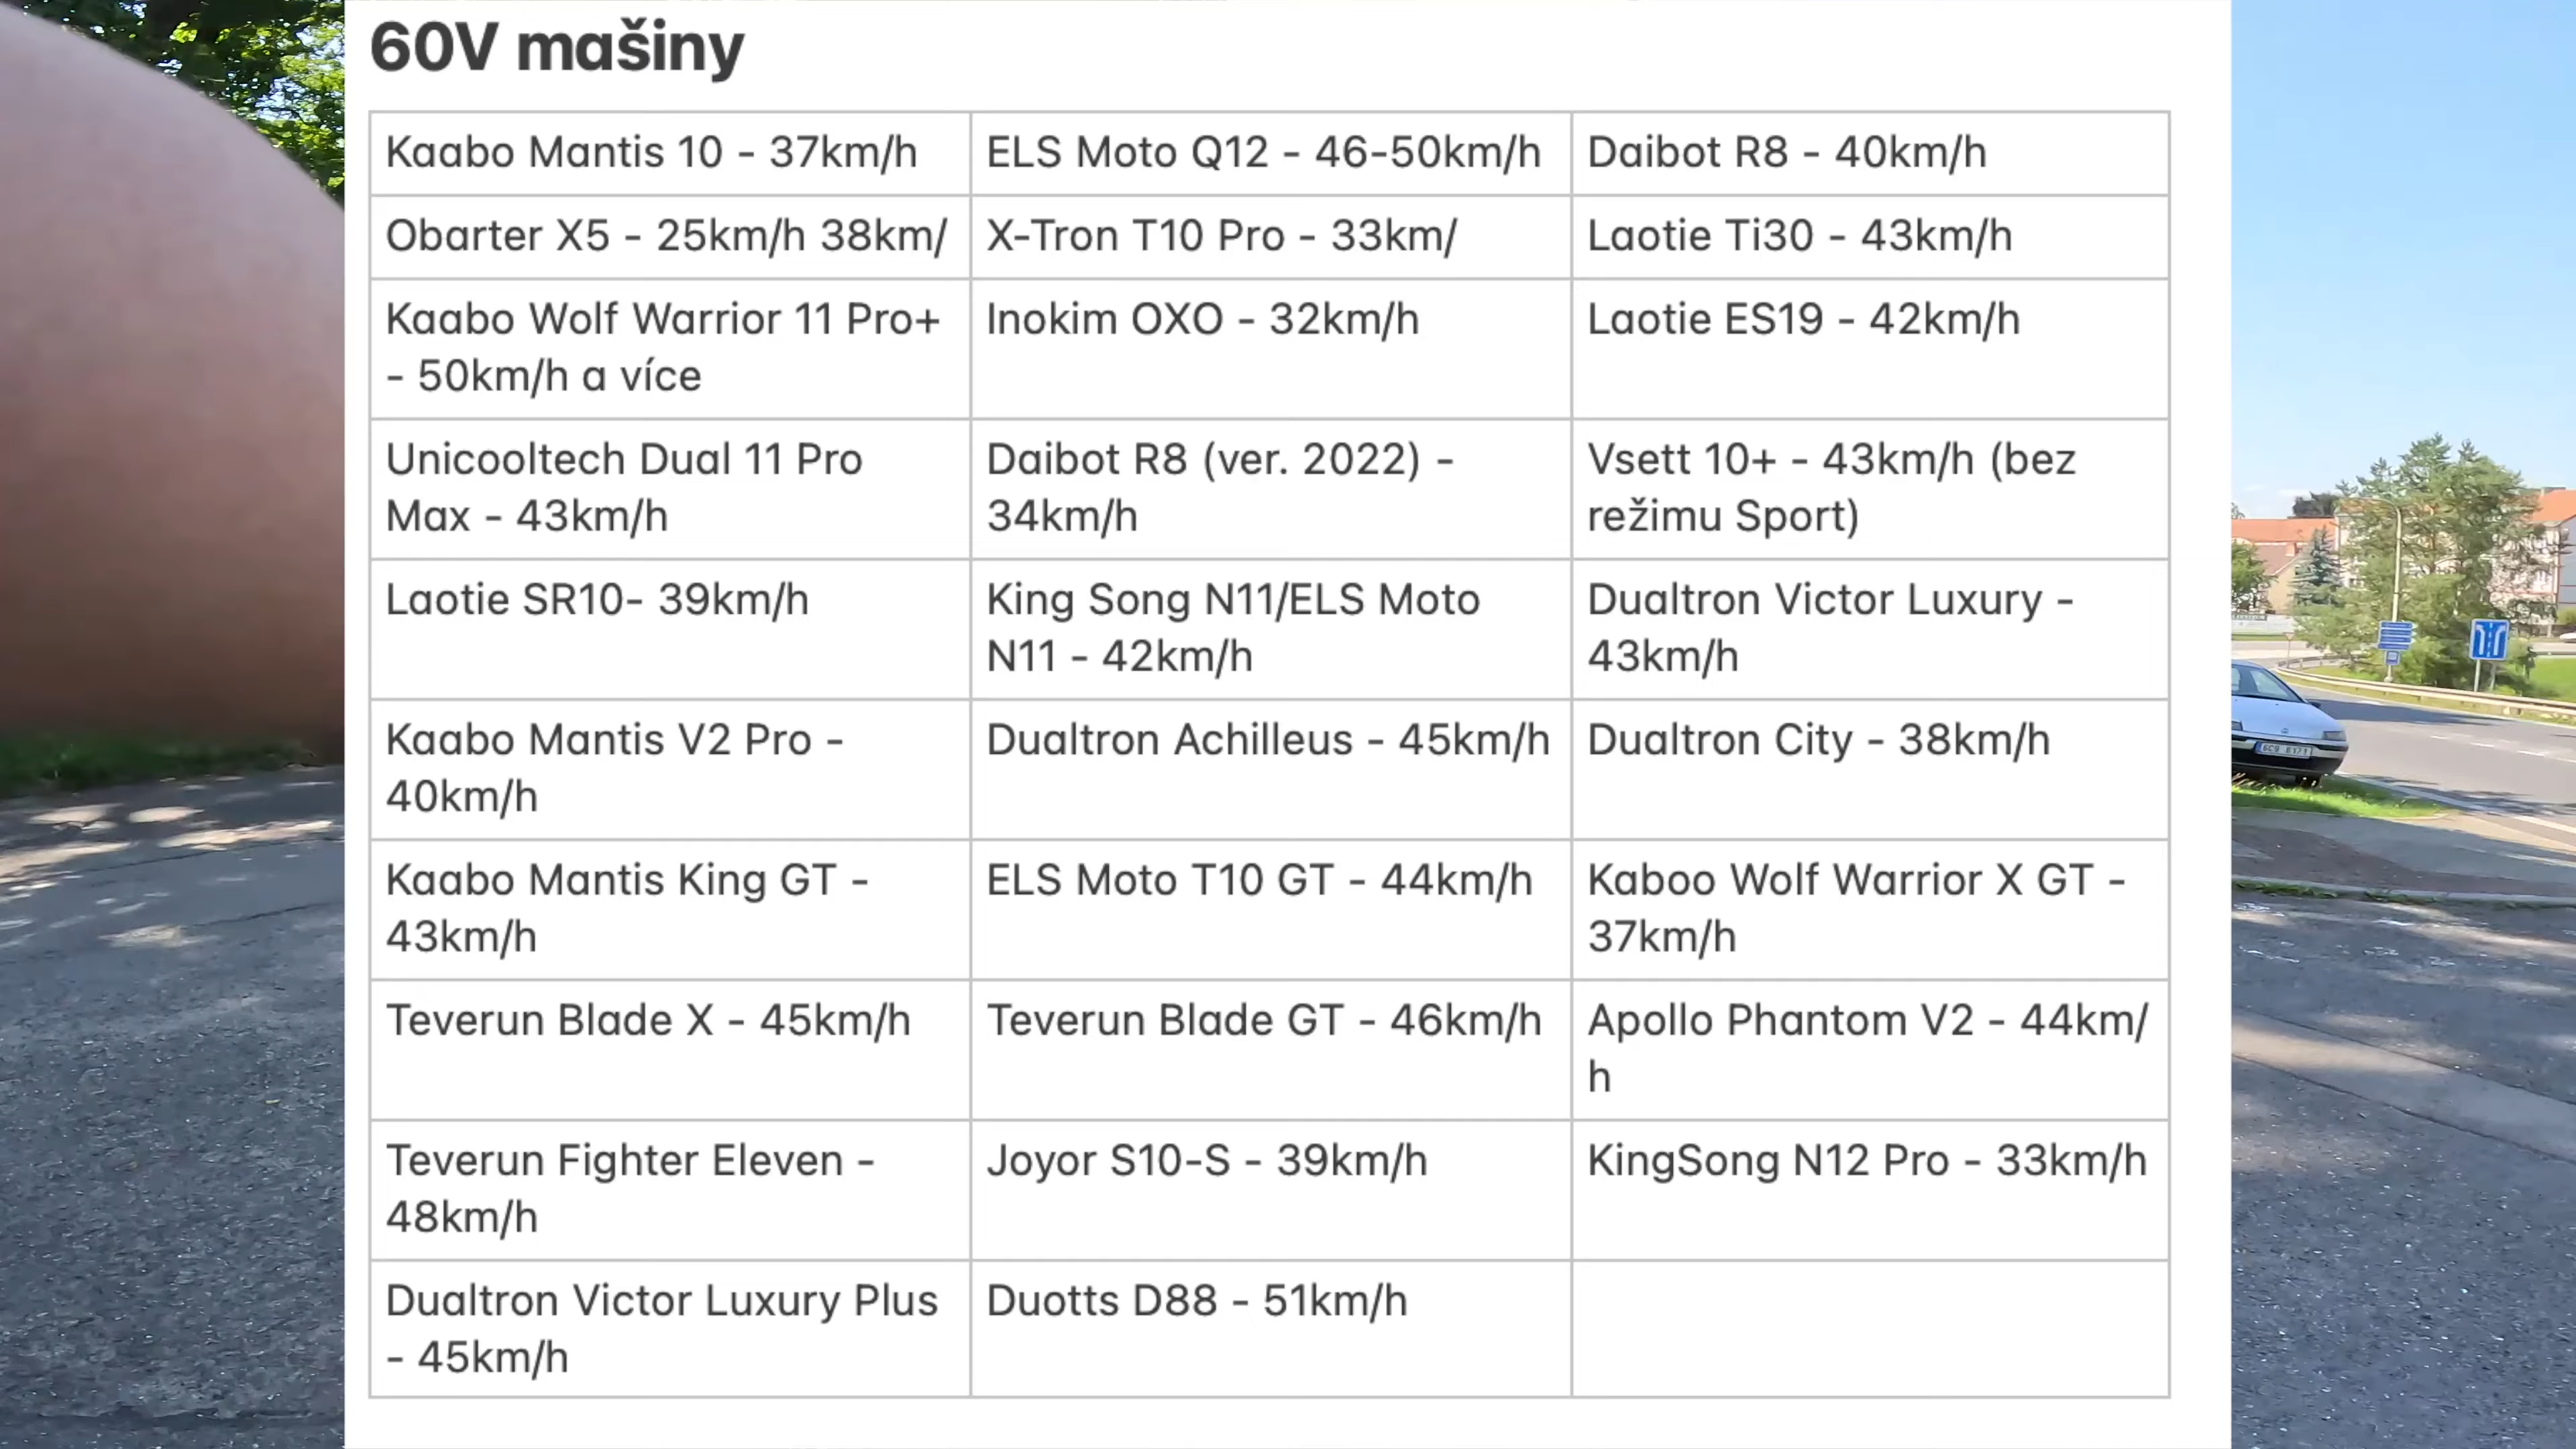 60V mašiny
Kaabo Mantis 10 - 37km/h
ELS Moto Q12 - 46-50km/h
Daibot R8 - 40km/h
Obarter X5 - 25km/h 38km/
X-Tron T10 Pro - 33km/
Laotie Ti30 - 43km/h
Kaabo Wolf Warrior 11 Pro+
- 50km/h a více
Inokim OXO - 32km/h
Laotie ES19 - 42km/h
Unicooltech Dual 11 Pro
Max - 43km/h
Daibot R8 (ver. 2022) -
34km/h
Vsett 10+ - 43km/h (bez
režimu Sport)
Laotie SR10- 39km/h
King Song N11/ELS Moto
N11 - 42km/h
Dualtron Victor Luxury -
43km/h
Kaabo Mantis V2 Pro -
40km/h
Dualtron Achilleus - 45km/h
Dualtron City - 38km/h
Kaabo Mantis King GT -
43km/h
ELS Moto T10 GT - 44km/h
Kaboo Wolf Warrior X GT -
37km/h
Teverun Blade X - 45km/h
Teverun Blade GT - 46km/h
Apollo Phantom V2 - 44km/
h
Teverun Fighter Eleven -
48km/h
Joyor S10-S - 39km/h
KingSong N12 Pro - 33km/h
Dualtron Victor Luxury Plus
- 45km/h
Duotts D88 - 51km/h